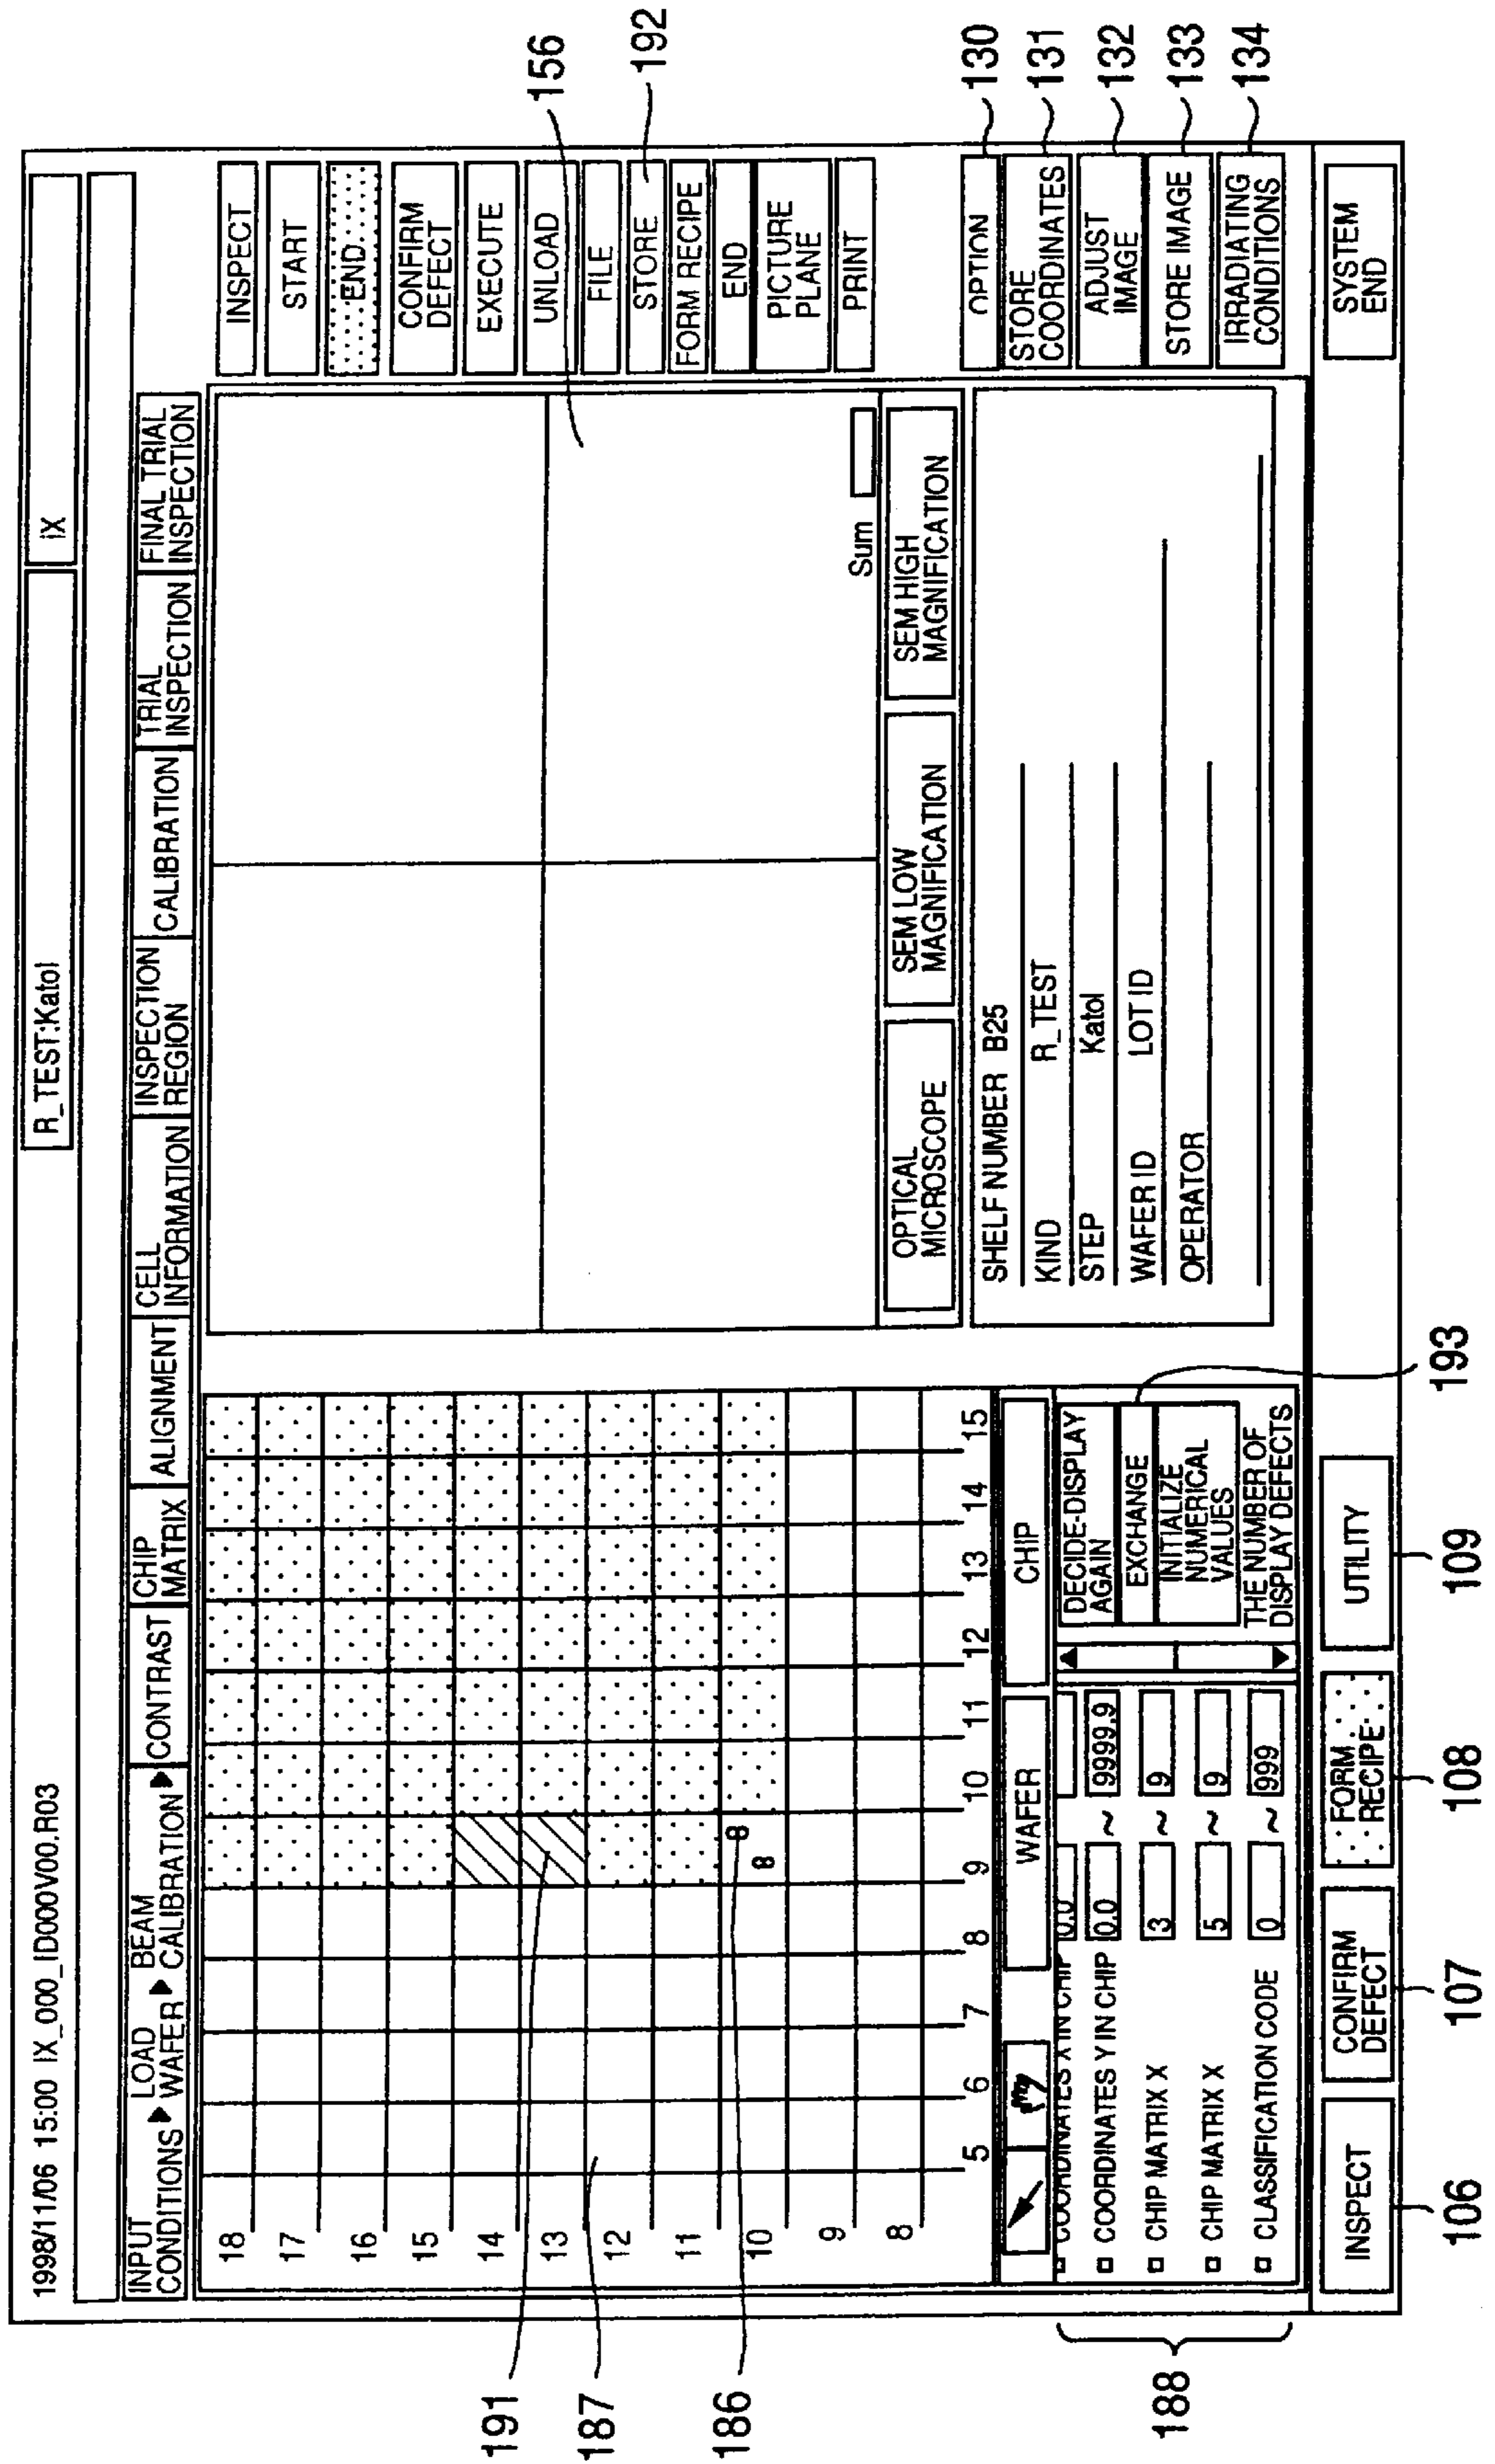 1998/11/06 15:00 IX_000_ID000V00.R03
R_TEST:Katol
IX
INPUT
CONDITIONS
LOAD
WAFER
BEAM
CALIBRATION
CONTRAST
CHIP
MATRIX
ALIGNMENT
CELL
INFORMATION
INSPECTION
REGION
CALIBRATION
TRIAL
INSPECTION
FINAL TRIAL
INSPECTION
18
17
16
15
14
13
12
11
10
9
8
5 6 7 8 9 10 11 12 13 14 15
8
8
WAFER
CHIP
COORDINATES X IN CHIP 0.0
COORDINATES Y IN CHIP 0.0 ~ 9999.9
CHIP MATRIX X 3 ~ 9
CHIP MATRIX X 5 ~ 9
CLASSIFICATION CODE 0 ~ 999
DECIDE-DISPLAY
AGAIN
EXCHANGE
INITIALIZE
NUMERICAL
VALUES
THE NUMBER OF
DISPLAY DEFECTS
Sum
OPTICAL
MICROSCOPE
SEM LOW
MAGNIFICATION
SEM HIGH
MAGNIFICATION
SHELF NUMBER B25
KIND R_TEST
STEP Katol
WAFER ID LOT ID
OPERATOR
INSPECT
START
END
CONFIRM
DEFECT
EXECUTE
UNLOAD
FILE
STORE
FORM RECIPE
END
PICTURE
PLANE
PRINT
OPTION
STORE
COORDINATES
ADJUST
IMAGE
STORE IMAGE
IRRADIATING
CONDITIONS
INSPECT
CONFIRM
DEFECT
FORM
RECIPE
UTILITY
SYSTEM
END
156
192
130
131
132
133
134
191
187
186
188
193
106
107
108
109